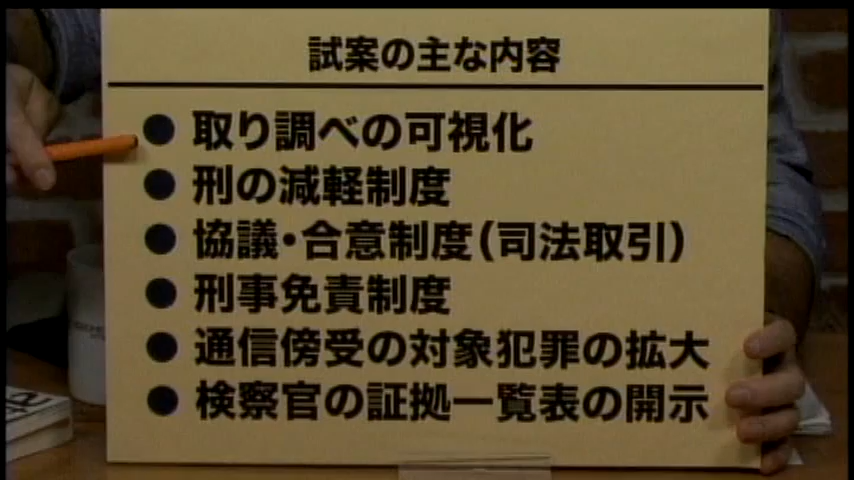 試案の主な内容
● 取り調べの可視化
● 刑の減軽制度
● 協議・合意制度(司法取引)
● 刑事免責制度
● 通信傍受の対象犯罪の拡大
● 検察官の証拠一覧表の開示